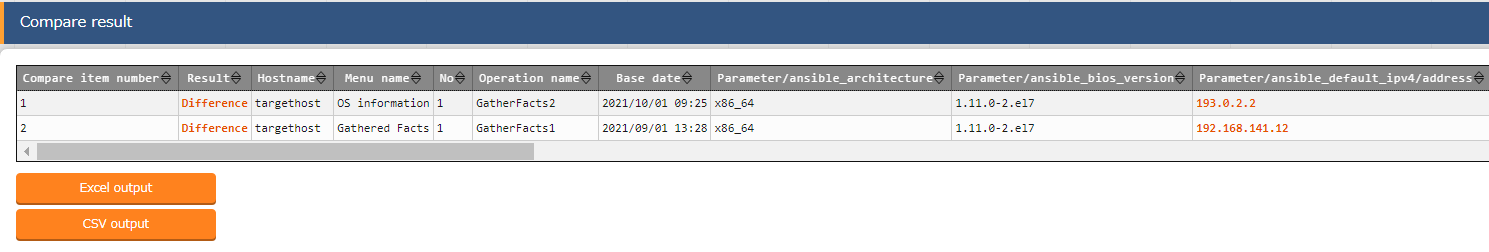 Compare result
Compare item number Result Hostname Menu name No Operation name Base date Parameter/ansible_architecture Parameter/ansible_bios_version Parameter/ansible_default_ipv4/address
1 Difference targethost OS information 1 GatherFacts2 2021/10/01 09:25 x86_64 1.11.0-2.el7 193.0.2.2
2 Difference targethost Gathered Facts 1 GatherFacts1 2021/09/01 13:28 x86_64 1.11.0-2.el7 192.168.141.12
Excel output
CSV output